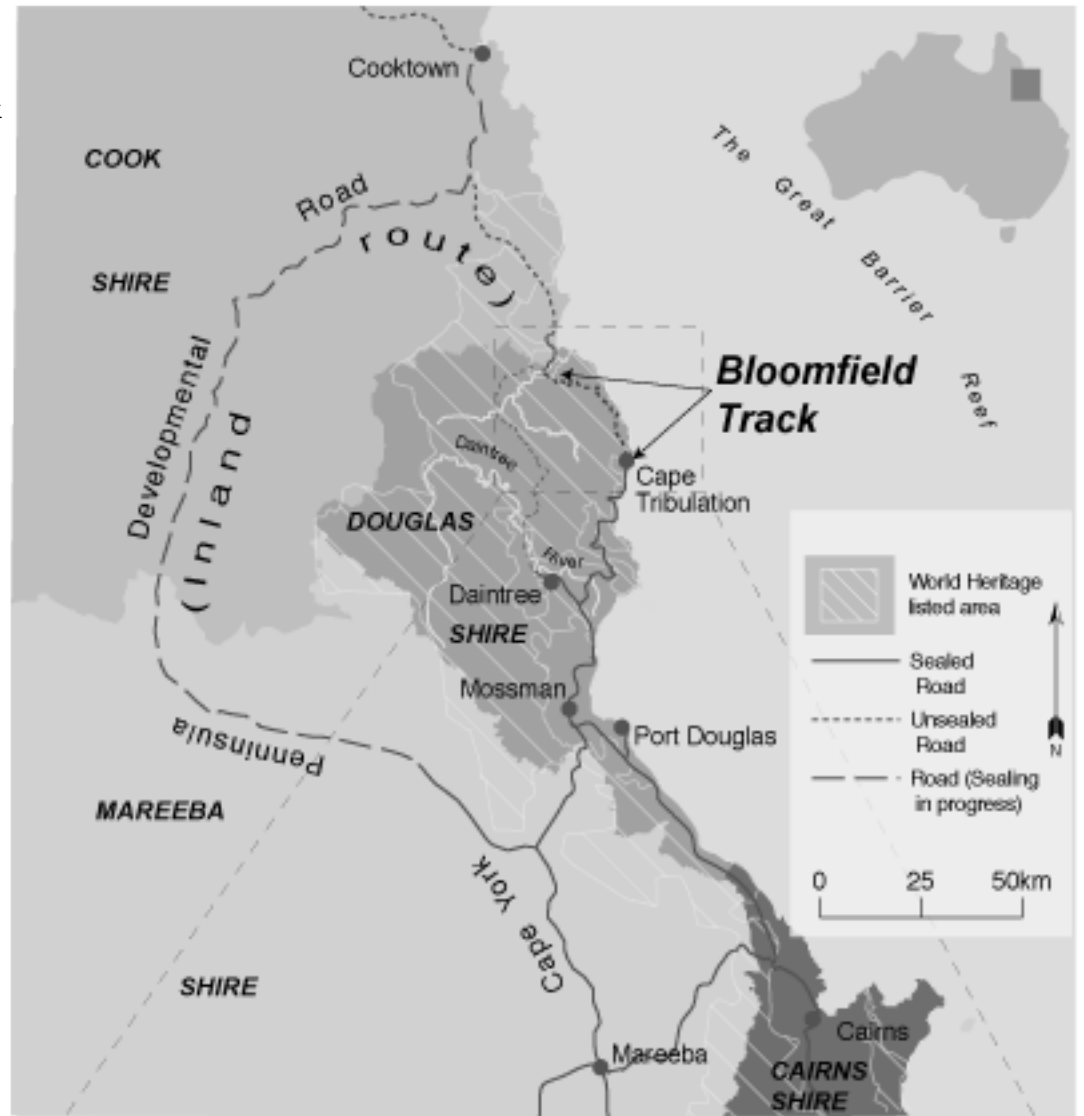 Cooktown
COOK
SHIRE
Road
route)
The Great Barrier Reef
Developmental
(Inland
Bloomfield
Track
Daintree
River
Cape
Tribulation
DOUGLAS
SHIRE
Daintree
Mossman
Port Douglas
Penninsula
MAREEBA
SHIRE
Cape York
Mareeba
Cairns
CAIRNS
SHIRE
World Heritage
listed area
Sealed
Road
Unsealed
Road
Road (Sealing
in progress)
N
0 25 50km